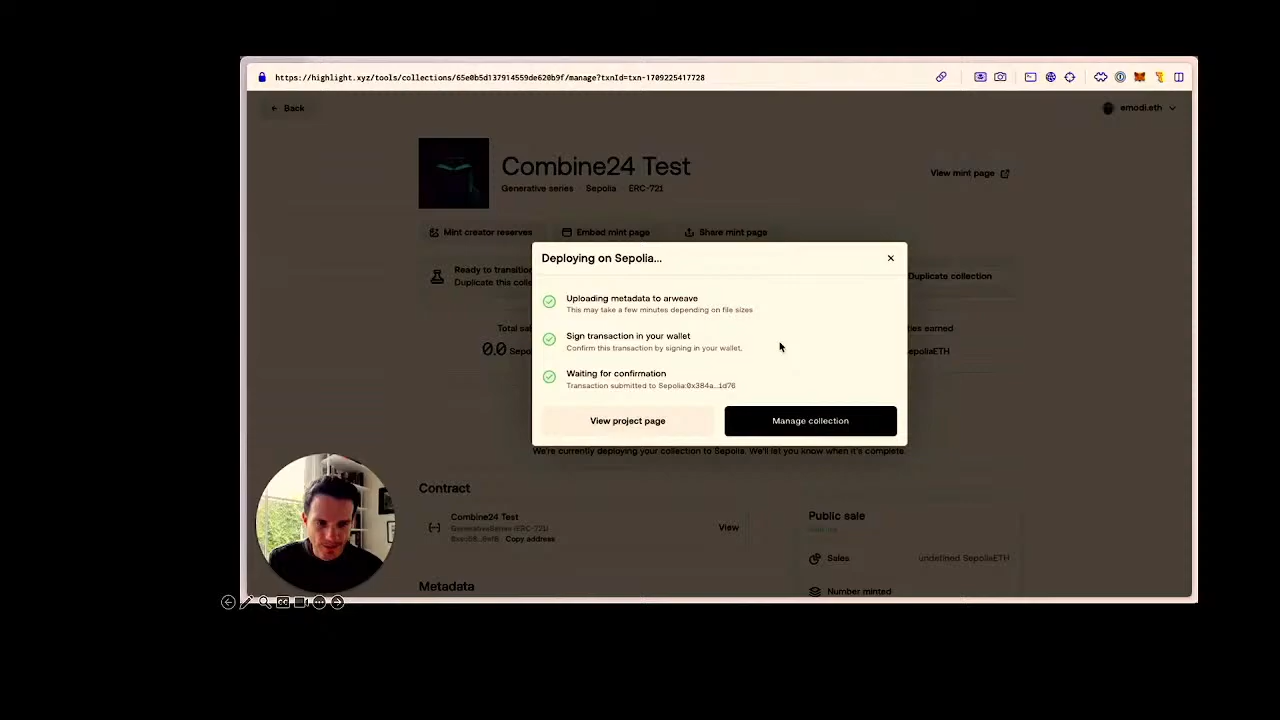 https://highlight.xyz/tools/collections/65e0b5d137914559de620b9f/manage?txnId=txn-1709225417728
Back
emodi.eth
Combine24 Test
Generative series Sepolia ERC-721
View mint page
Mint creator reserves Embed mint page Share mint page
Deploying on Sepolia...
Ready to transition
Duplicate this colle
Duplicate collection
Uploading metadata to arweave
This may take a few minutes depending on file sizes
Total sal
ies earned
0.0 Sepo
SepoliaETH
Sign transaction in your wallet
Confirm this transaction by signing in your wallet.
Waiting for confirmation
Transaction submitted to Sepolia:0x384a...1d76
View project page
Manage collection
We're currently deploying your collection to Sepolia. We'll let you know when it's complete.
Contract
Combine24 Test
GenerativeSeries (ERC-721)
Copy address
View
Public sale
Sales
undefined SepoliaETH
Number minted
Metadata
CC